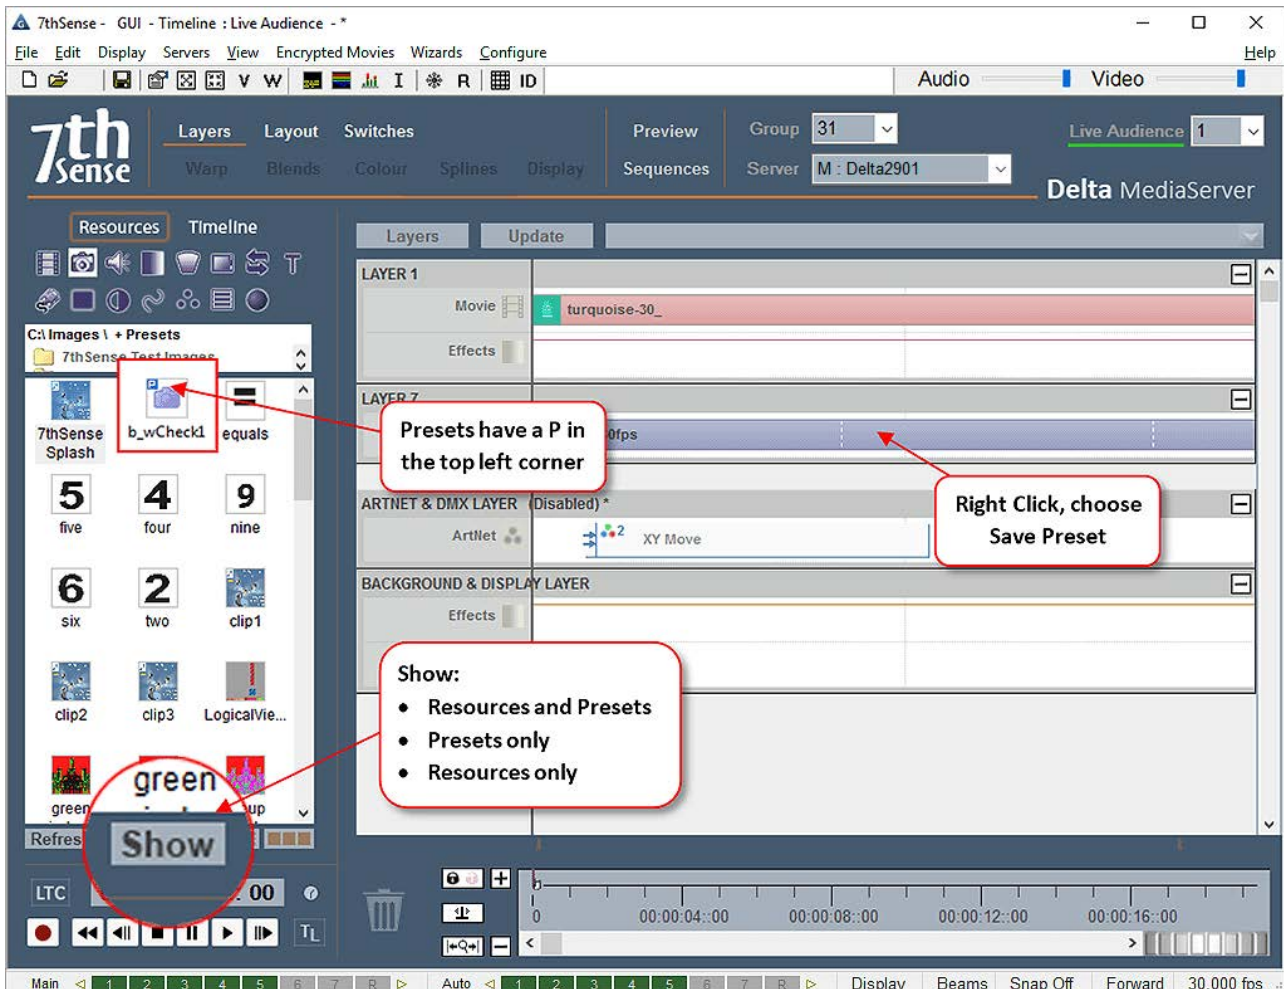 7thSense - GUI - Timeline : Live Audience - *
File Edit Display Servers View Encrypted Movies Wizards Configure Help
V W I R ID Audio Video
7th Sense
Layers Layout Switches Preview Group 31 Live Audience 1
Warp Blends Colour Splines Display Sequences Server M : Delta2901
Delta MediaServer
Resources Timeline
Layers Update
T
LAYER 1
Movie turquoise-30_
Effects
C:\ Images \ + Presets
7thSense Test Images
LAYER 7
0fps
P
7thSense Splash
b_wCheck1
equals
Presets have a P in
the top left corner
Right Click, choose
Save Preset
5 4 9
five four nine
ARTNET & DMX LAYER (Disabled) *
ArtNet 2 XY Move
6 2
six two clip1
BACKGROUND & DISPLAY LAYER
Effects
clip2 clip3 LogicalVie...
Show:
• Resources and Presets
• Presets only
• Resources only
green
green up
Refres
Show
LTC : 00
TL
0 00:00:04::00 00:00:08::00 00:00:12::00 00:00:16::00
Main 1 2 3 4 5 6 7 R Auto 1 2 3 4 5 6 7 R Display Beams Snap Off Forward 30.000 fps